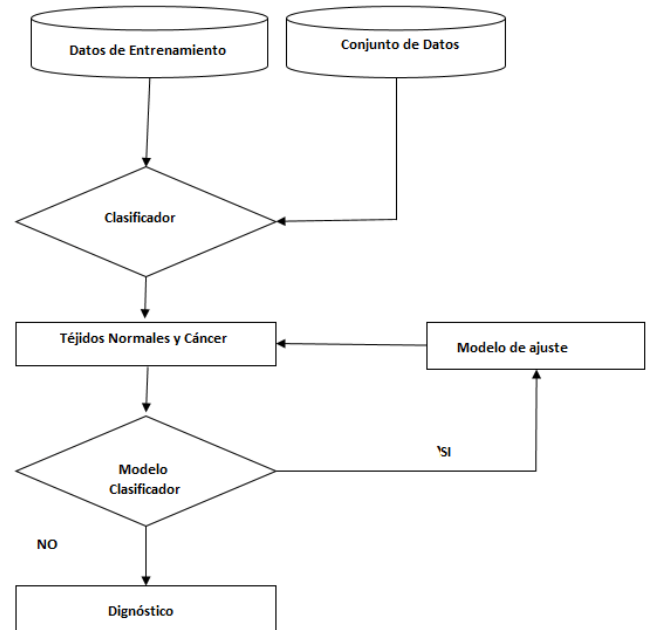 Datos de Entrenamiento
Conjunto de Datos
Clasificador
Téjidos Normales y Cáncer
Modelo de ajuste
Modelo
Clasificador
`SI
NO
Dignóstico